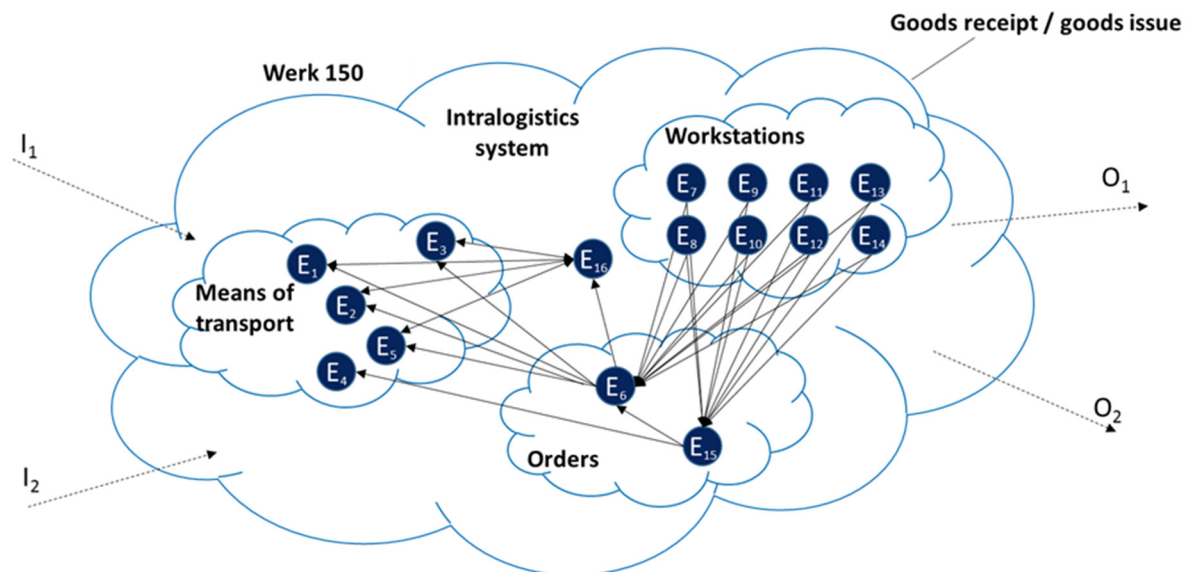 Goods receipt / goods issue
Werk 150
Intralogistics
system
Workstations
I₁
E₇ E₉ E₁₁ E₁₃
O₁
E₈ E₁₀ E₁₂ E₁₄
E₃
E₁₆
E₁
Means of
transport
E₂
E₅
E₄
E₆
O₂
E₁₅
Orders
I₂